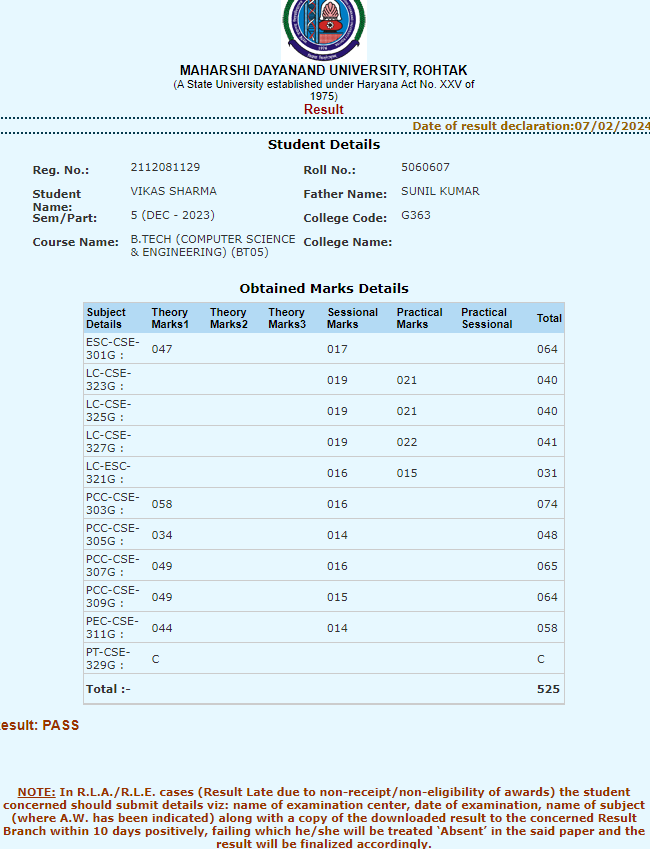 MAHARSHI DAYANAND UNIVERSITY, ROHTAK
(A State University established under Haryana Act No. XXV of
1975)
Result
Date of result declaration:07/02/2024
Student Details
Reg. No.: 2112081129 Roll No.: 5060607
Student Name: VIKAS SHARMA Father Name: SUNIL KUMAR
Sem/Part: 5 (DEC - 2023) College Code: G363
Course Name: B.TECH (COMPUTER SCIENCE & ENGINEERING) (BT05) College Name:
Obtained Marks Details
Subject Details Theory Marks1 Theory Marks2 Theory Marks3 Sessional Marks Practical Marks Practical Sessional Total
ESC-CSE-301G : 047 017 064
LC-CSE-323G : 019 021 040
LC-CSE-325G : 019 021 040
LC-CSE-327G : 019 022 041
LC-ESC-321G : 016 015 031
PCC-CSE-303G : 058 016 074
PCC-CSE-305G : 034 014 048
PCC-CSE-307G : 049 016 065
PCC-CSE-309G : 049 015 064
PEC-CSE-311G : 044 014 058
PT-CSE-329G : C C
Total :- 525
esult: PASS
NOTE: In R.L.A./R.L.E. cases (Result Late due to non-receipt/non-eligibility of awards) the student
concerned should submit details viz: name of examination center, date of examination, name of subject
(where A.W. has been indicated) along with a copy of the downloaded result to the concerned Result
Branch within 10 days positively, failing which he/she will be treated ‘Absent’ in the said paper and the
result will be finalized accordingly.